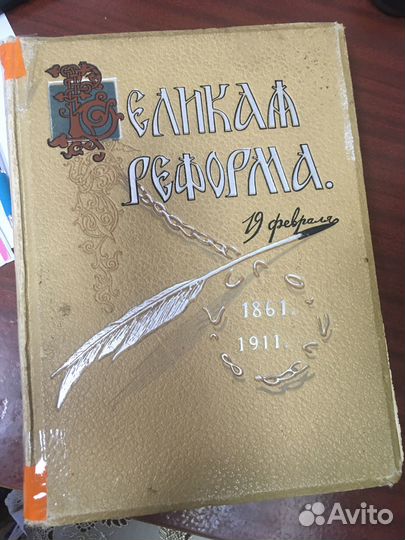 Великая
Реформа.
19 февраля
1861.
1911.
Avito